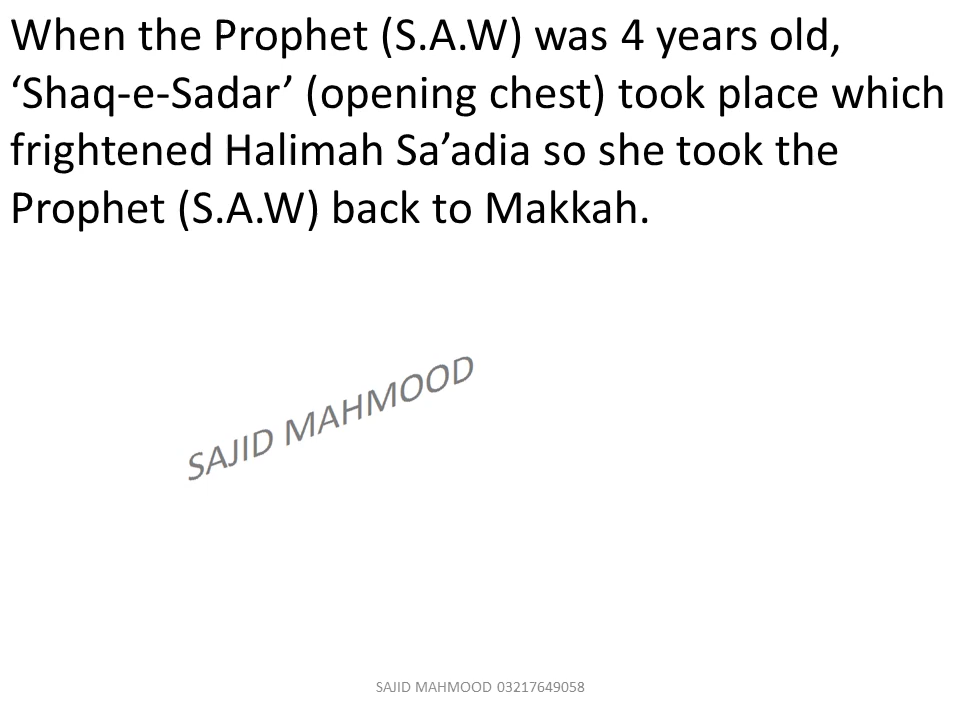 When the Prophet (S.A.W) was 4 years old,
‘Shaq-e-Sadar’ (opening chest) took place which
frightened Halimah Sa’adia so she took the
Prophet (S.A.W) back to Makkah.
SAJID MAHMOOD
SAJID MAHMOOD 03217649058